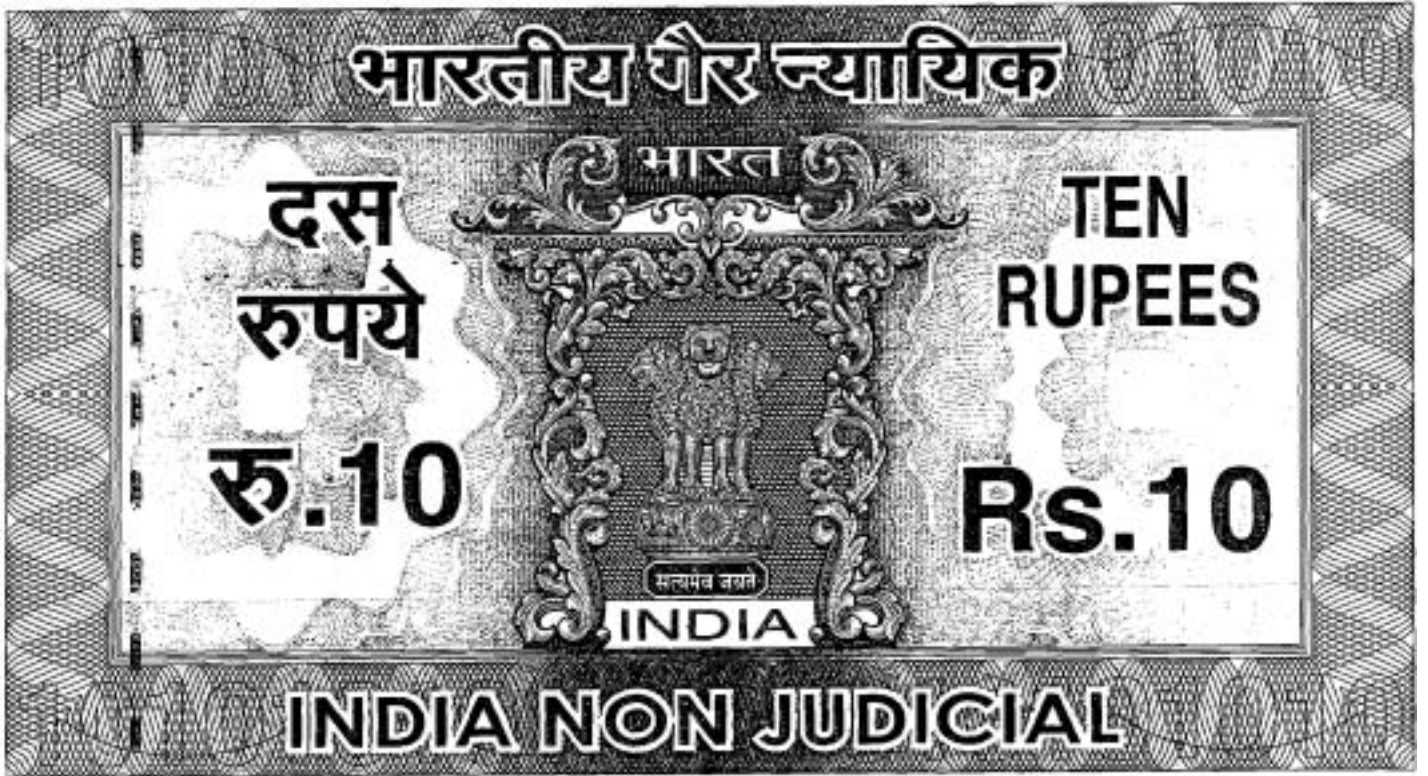 भारतीय गैर न्यायिक
भारत
दस
रुपये
रु.10
TEN
RUPEES
Rs.10
सत्यमेव जयते
INDIA
INDIA NON JUDICIAL